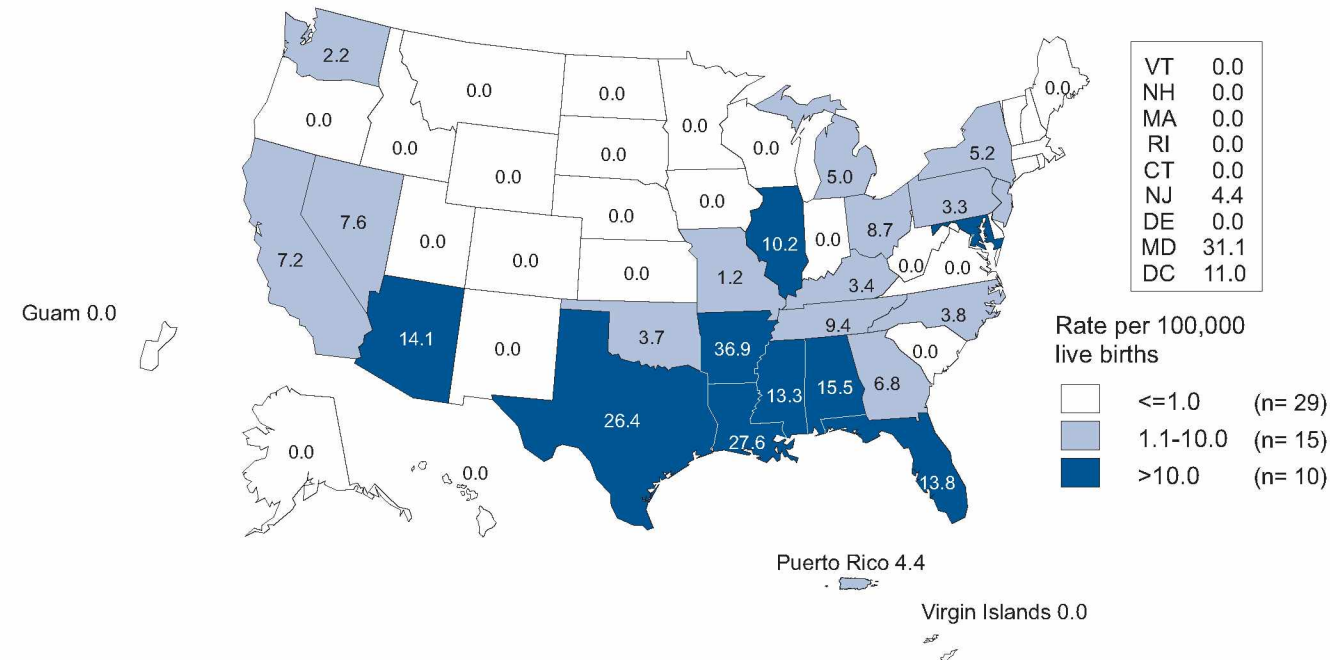 2.2
0.0
0.0
0.0
0.0
0.0
0.0
0.0
0.0
0.0
5.0
5.2
0.0
7.2
7.6
0.0
0.0
0.0
0.0
0.0
1.2
10.2
0.0
8.7
3.3
0.0
0.0
3.4
14.1
0.0
3.7
36.9
9.4
3.8
0.0
26.4
27.6
13.3
15.5
6.8
13.8
0.0
0.0
Guam 0.0
Puerto Rico 4.4
Virgin Islands 0.0
VT 0.0
NH 0.0
MA 0.0
RI 0.0
CT 0.0
NJ 4.4
DE 0.0
MD 31.1
DC 11.0
Rate per 100,000
live births
<=1.0 (n= 29)
1.1-10.0 (n= 15)
>10.0 (n= 10)